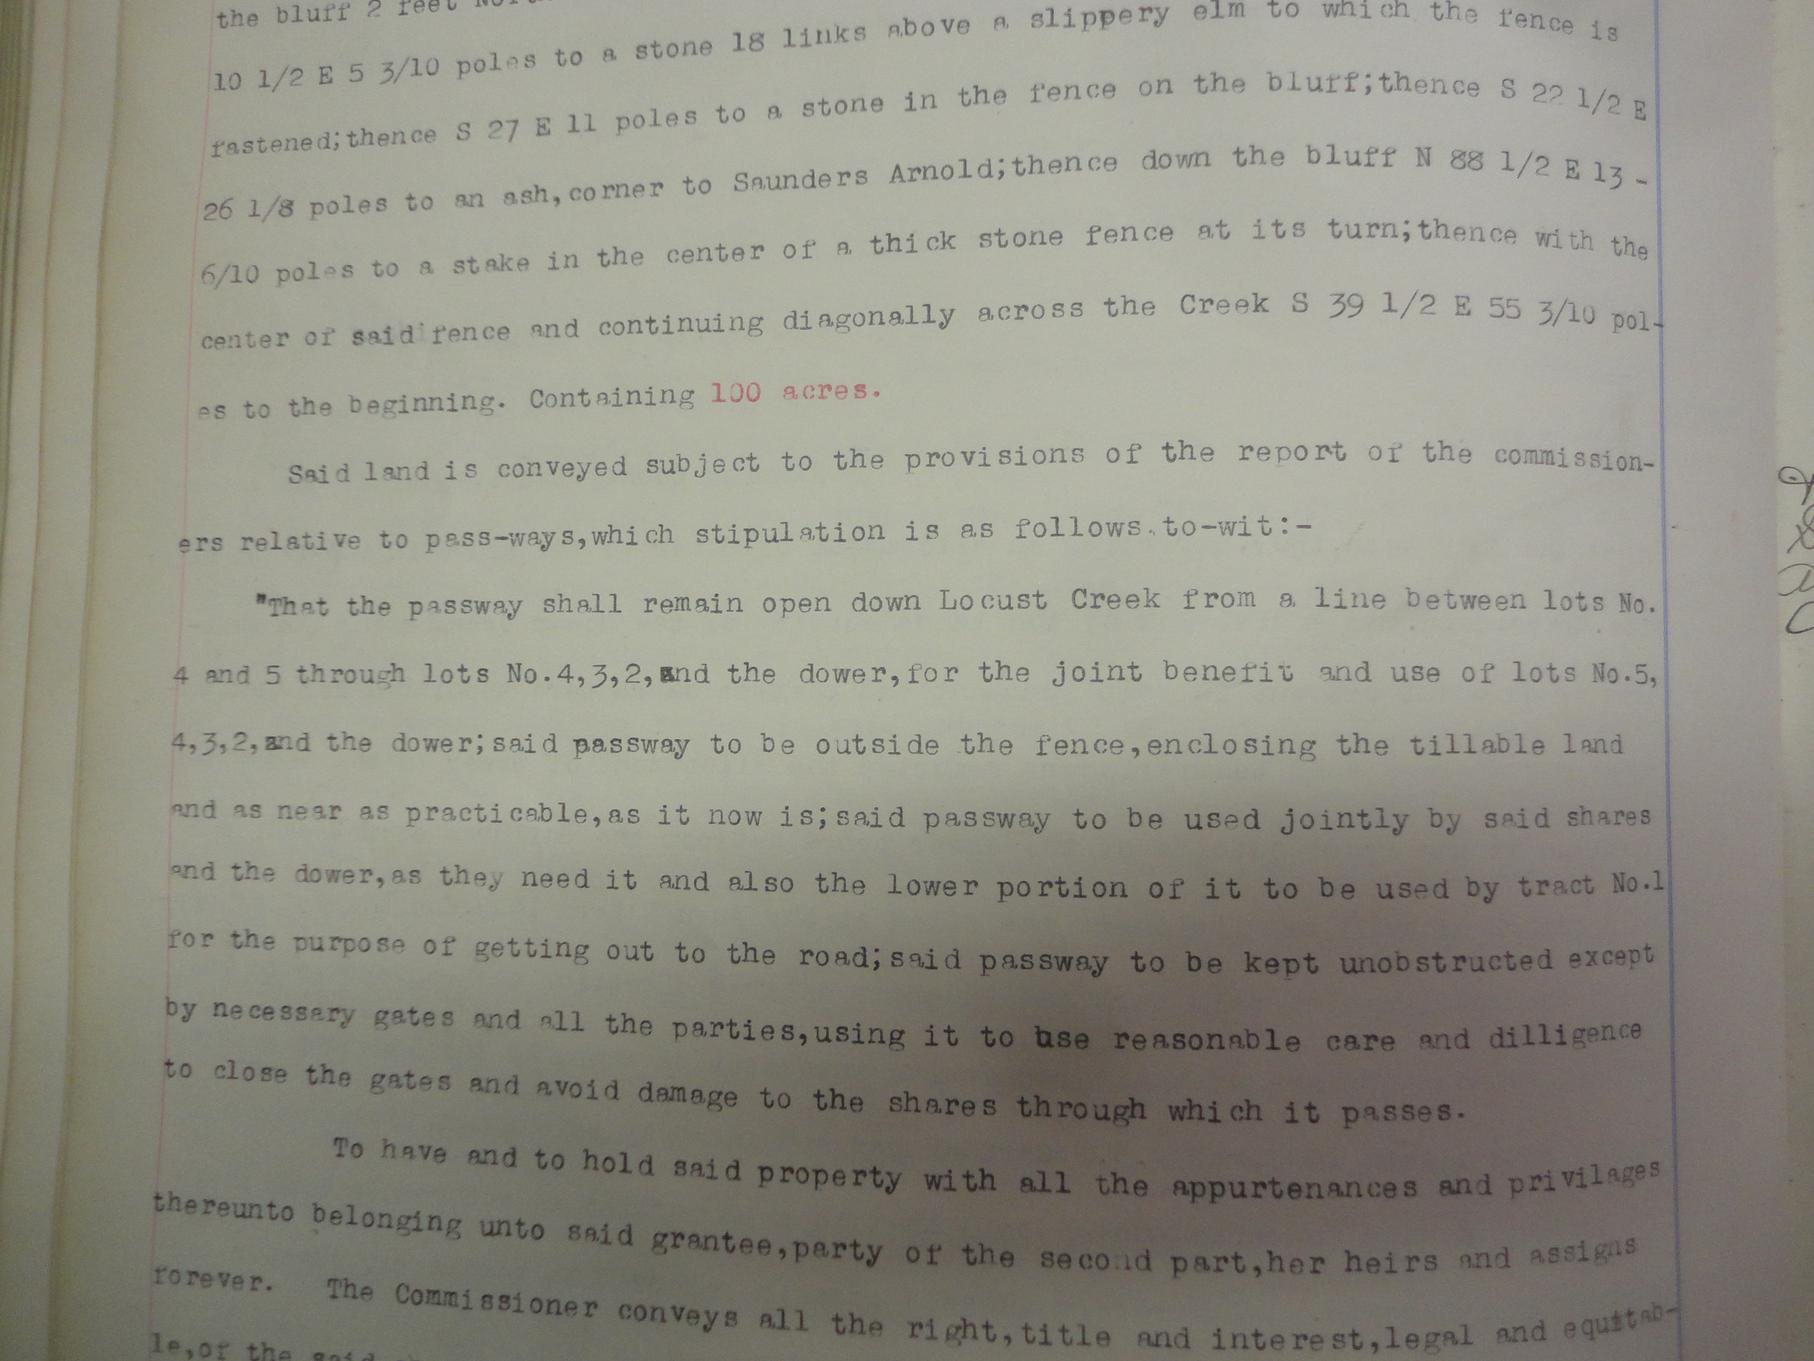 the bluff 2 feet
10 1/2 E 5 3/10 poles to a stone 18 links above a slippery elm to which the fence is
fastened;thence S 27 E 11 poles to a stone in the fence on the bluff;thence S 22 1/2 E
26 1/8 poles to an ash,corner to Saunders Arnold;thence down the bluff N 88 1/2 E 13 -
6/10 poles to a stake in the center of a thick stone fence at its turn;thence with the
center of said fence and continuing diagonally across the Creek S 39 1/2 E 55 3/10 pol-
es to the beginning. Containing 100 acres.
Said land is conveyed subject to the provisions of the report of the commission-
ers relative to pass-ways,which stipulation is as follows.to-wit:-
"That the passway shall remain open down Locust Creek from a line between lots No.
4 and 5 through lots No.4,3,2,and the dower,for the joint benefit and use of lots No.5,
4,3,2,and the dower;said passway to be outside the fence,enclosing the tillable land
and as near as practicable,as it now is;said passway to be used jointly by said shares
and the dower,as they need it and also the lower portion of it to be used by tract No.1
for the purpose of getting out to the road;said passway to be kept unobstructed except
by necessary gates and all the parties,using it to use reasonable care and dilligence
to close the gates and avoid damage to the shares through which it passes.
To have and to hold said property with all the appurtenances and privilages
thereunto belonging unto said grantee,party of the second part,her heirs and assigns
forever. The Commissioner conveys all the right,title and interest,legal and equitab-
le,of the said